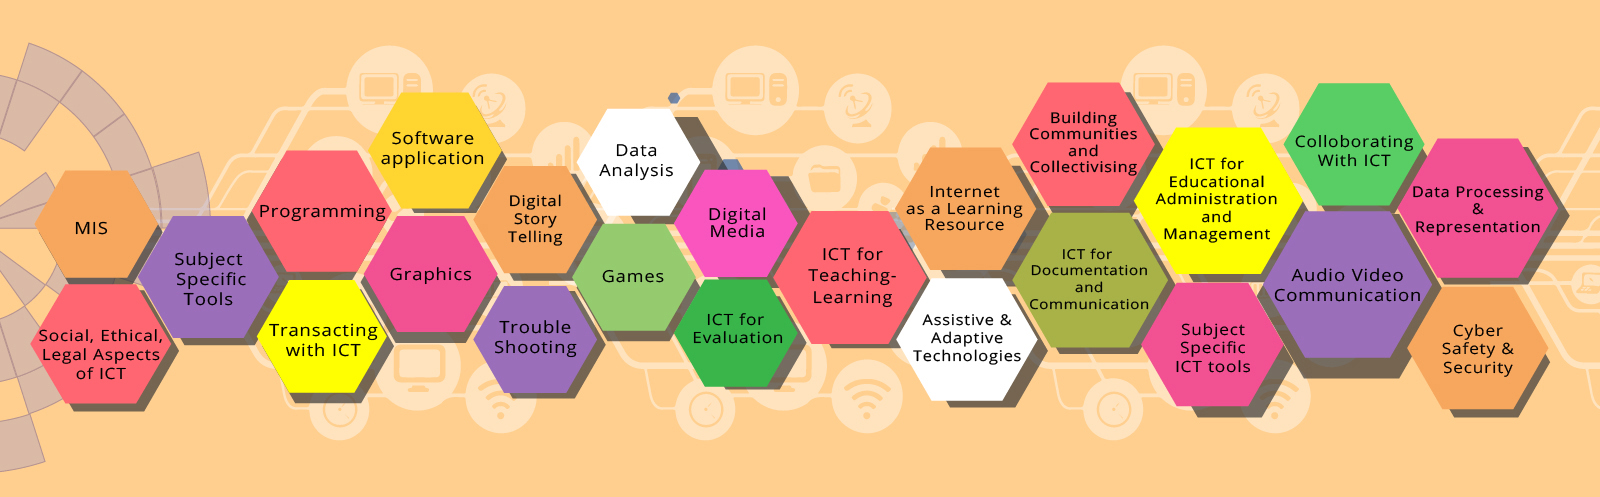 MIS
Social, Ethical,
Legal Aspects
of ICT
Subject
Specific
Tools
Programming
Transacting
with ICT
Software
application
Graphics
Digital
Story
Telling
Trouble
Shooting
Data
Analysis
Games
Digital
Media
ICT for
Evaluation
ICT for
Teaching-
Learning
Internet
as a Learning
Resource
Assistive &
Adaptive
Technologies
Building
Communities
and
Collectivising
ICT for
Documentation
and
Communication
ICT for
Educational
Administration
and
Management
Subject
Specific
ICT tools
Colloborating
With ICT
Audio Video
Communication
Data Processing
&
Representation
Cyber
Safety &
Security